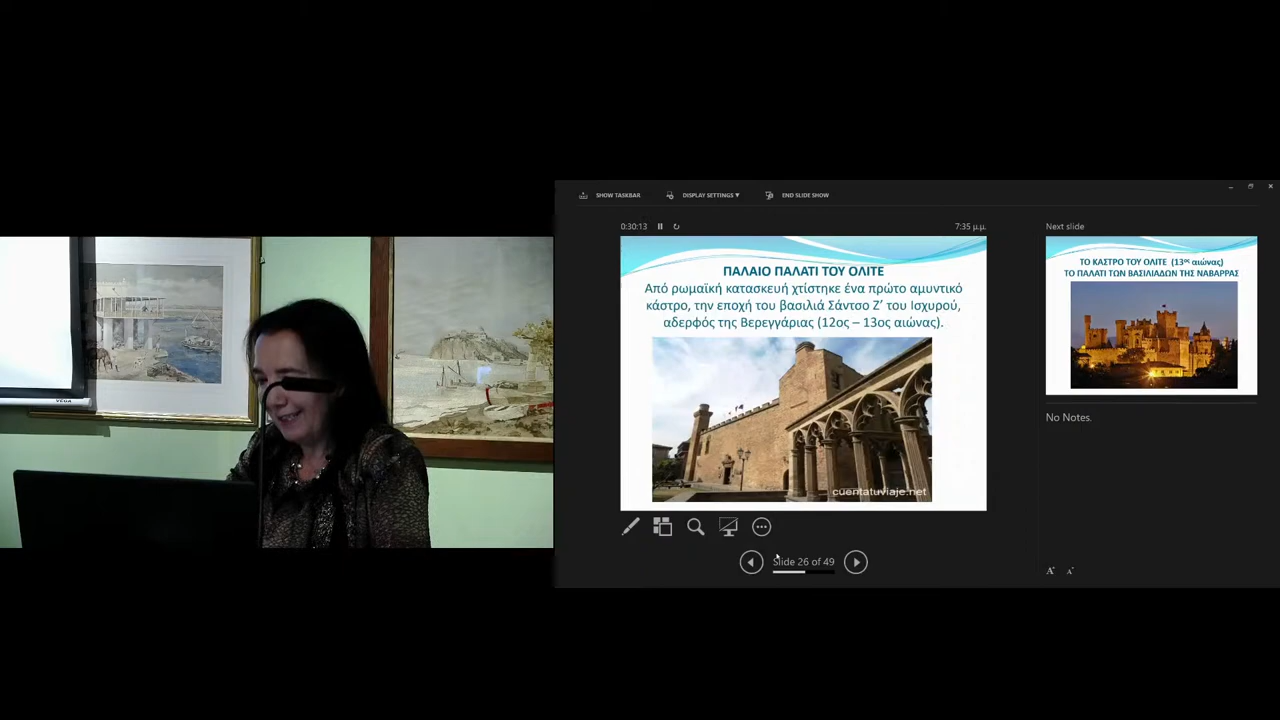 SHOW TASKBAR
DISPLAY SETTINGS ▼
END SLIDE SHOW
0:30:13
7:35 μ.μ.
ΠΑΛΑΙΟ ΠΑΛΑΤΙ ΤΟΥ ΟΛΙΤΕ
Από ρωμαϊκή κατασκευή χτίστηκε ένα πρώτο αμυντικό
κάστρο, την εποχή του βασιλιά Σάντσο Ζ’ του Ισχυρού,
αδερφός της Βερεγγάριας (12ος – 13ος αιώνας).
cuentatuviaje.net
Slide 26 of 49
Next slide
ΤΟ ΚΑΣΤΡΟ ΤΟΥ ΟΛΙΤΕ (13ος αιώνας)
ΤΟ ΠΑΛΑΤΙ ΤΩΝ ΒΑΣΙΛΙΑΔΩΝ ΤΗΣ ΝΑΒΑΡΡΑΣ
No Notes.
VEGA